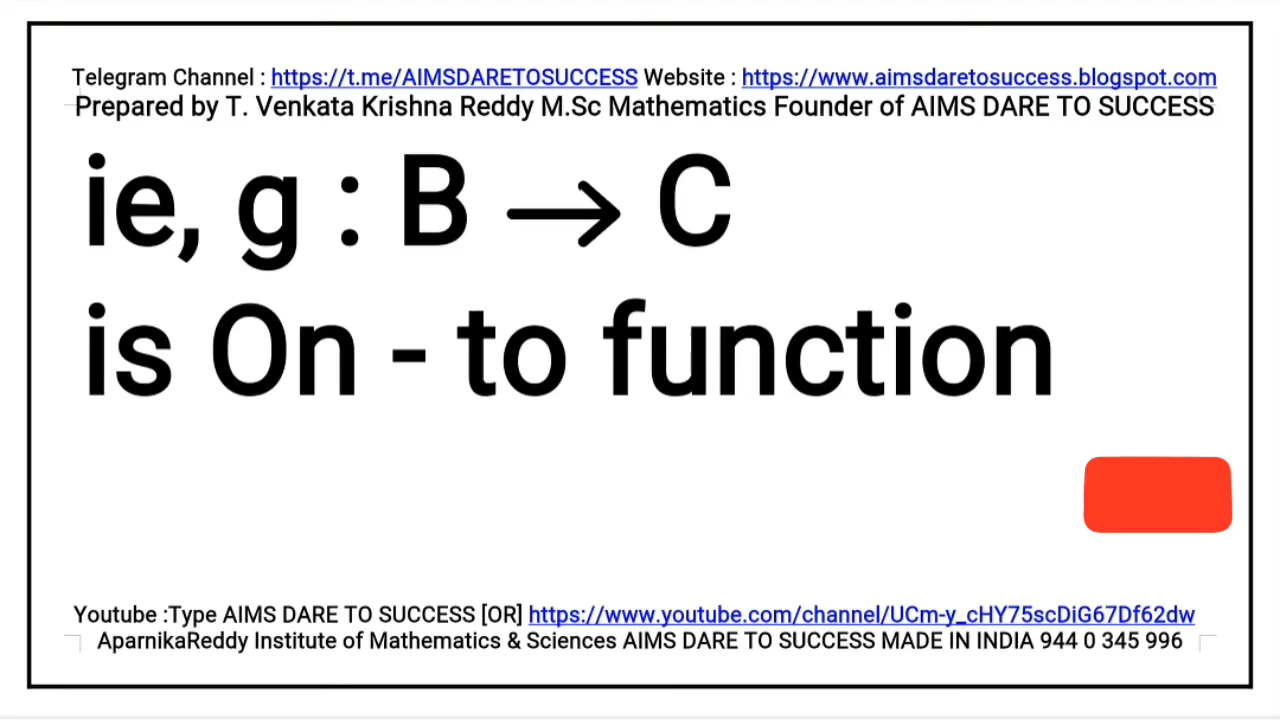 Telegram Channel : https://t.me/AIMSDARETOSUCCESS Website : https://www.aimsdaretosuccess.blogspot.com
Prepared by T. Venkata Krishna Reddy M.Sc Mathematics Founder of AIMS DARE TO SUCCESS
ie, g : B → C
is On - to function
Youtube :Type AIMS DARE TO SUCCESS [OR] https://www.youtube.com/channel/UCm-y_cHY75scDiG67Df62dw
AparnikaReddy Institute of Mathematics & Sciences AIMS DARE TO SUCCESS MADE IN INDIA 944 0 345 996